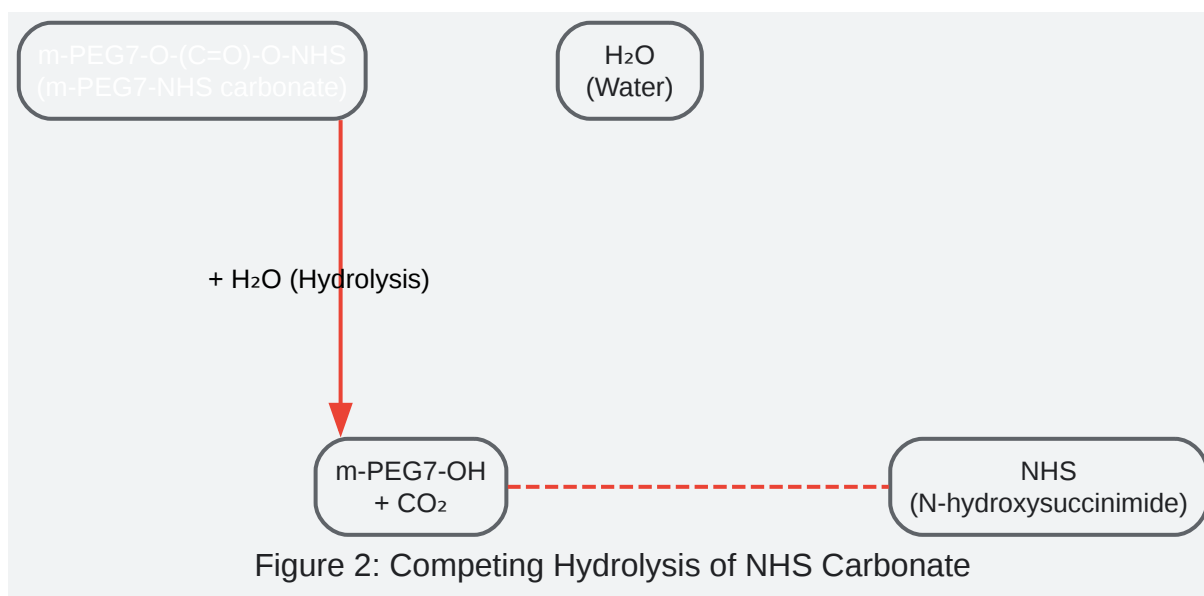 m-PEG7-O-(C=O)-O-NHS
(m-PEG7-NHS carbonate)
H₂O
(Water)
+ H₂O (Hydrolysis)
m-PEG7-OH
+ CO₂
NHS
(N-hydroxysuccinimide)
Figure 2: Competing Hydrolysis of NHS Carbonate